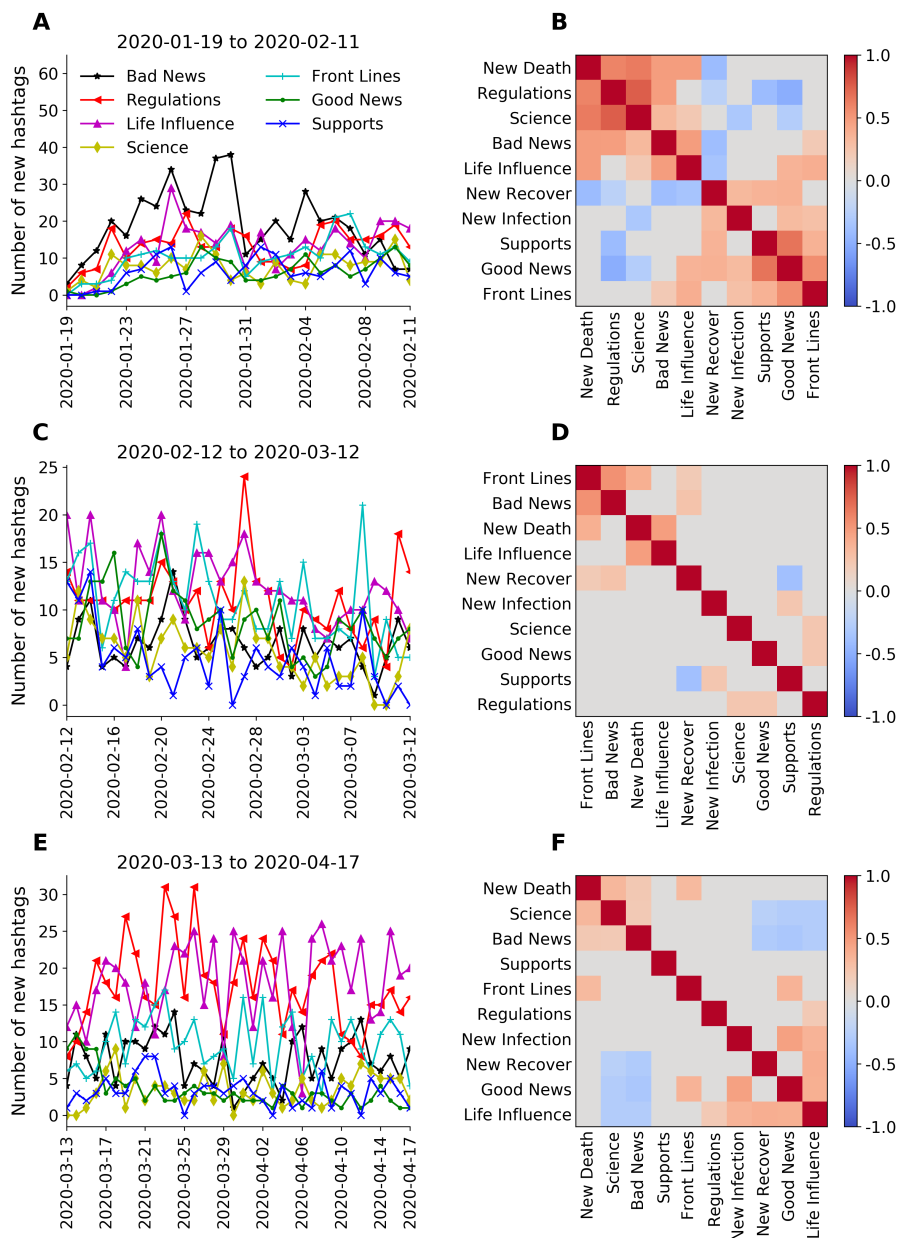 A
2020-01-19 to 2020-02-11
Number of new hashtags
60
50
40
30
20
10
0
Bad News
Regulations
Life Influence
Science
Front Lines
Good News
Supports
2020-01-19
2020-01-23
2020-01-27
2020-01-31
2020-02-04
2020-02-08
2020-02-11
B
New Death
Regulations
Science
Bad News
Life Influence
New Recover
New Infection
Supports
Good News
Front Lines
New Death
Regulations
Science
Bad News
Life Influence
New Recover
New Infection
Supports
Good News
Front Lines
1.0
0.5
0.0
-0.5
-1.0
C
2020-02-12 to 2020-03-12
Number of new hashtags
25
20
15
10
5
0
2020-02-12
2020-02-16
2020-02-20
2020-02-24
2020-02-28
2020-03-03
2020-03-07
2020-03-12
D
Front Lines
Bad News
New Death
Life Influence
New Recover
New Infection
Science
Good News
Supports
Regulations
Front Lines
Bad News
New Death
Life Influence
New Recover
New Infection
Science
Good News
Supports
Regulations
1.0
0.5
0.0
-0.5
-1.0
E
2020-03-13 to 2020-04-17
Number of new hashtags
30
25
20
15
10
5
0
2020-03-13
2020-03-17
2020-03-21
2020-03-25
2020-03-29
2020-04-02
2020-04-06
2020-04-10
2020-04-14
2020-04-17
F
New Death
Science
Bad News
Supports
Front Lines
Regulations
New Infection
New Recover
Good News
Life Influence
New Death
Science
Bad News
Supports
Front Lines
Regulations
New Infection
New Recover
Good News
Life Influence
1.0
0.5
0.0
-0.5
-1.0